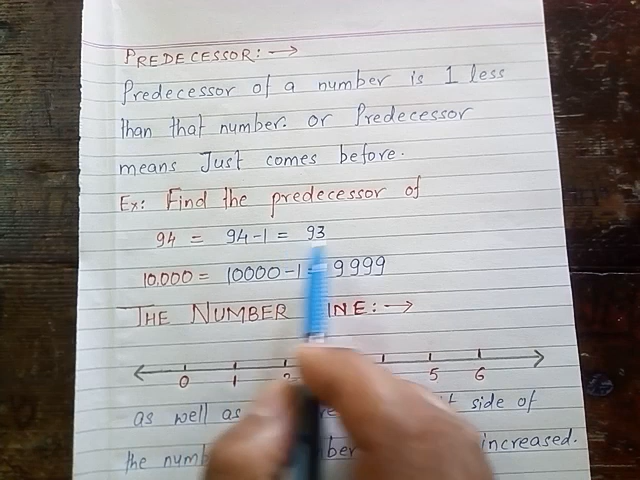 PREDECESSOR: →
Predecessor of a number is 1 less
than that number. or Predecessor
means Just comes before.
Ex: Find the predecessor of
94 = 94-1 = 93
10,000 = 10000-1 = 9999
THE NUMBER INE: →
0 1 2 5 6
as well as side of
the increased.